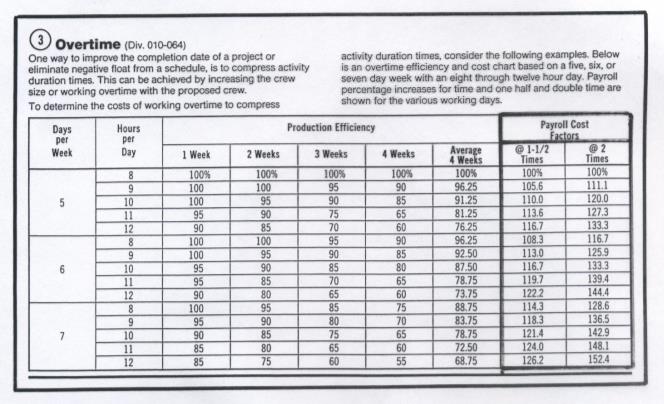 3 Overtime (Div. 010-064)
One way to improve the completion date of a project or
eliminate negative float from a schedule, is to compress activity
duration times. This can be achieved by increasing the crew
size or working overtime with the proposed crew.
To determine the costs of working overtime to compress
activity duration times, consider the following examples. Below
is an overtime efficiency and cost chart based on a five, six, or
seven day week with an eight through twelve hour day. Payroll
percentage increases for time and one half and double time are
shown for the various working days.
Days per Week Hours per Day Production Efficiency Payroll Cost Factors
1 Week 2 Weeks 3 Weeks 4 Weeks Average 4 Weeks @ 1-1/2 Times @ 2 Times
8 100% 100% 100% 100% 100% 100% 100%
9 100 100 95 90 96.25 105.6 111.1
5 10 100 95 90 85 91.25 110.0 120.0
11 95 90 75 65 81.25 113.6 127.3
12 90 85 70 60 76.25 116.7 133.3
8 100 100 95 90 96.25 108.3 116.7
9 100 95 90 85 92.50 113.0 125.9
6 10 95 90 85 80 87.50 116.7 133.3
11 95 85 70 65 78.75 119.7 139.4
12 90 80 65 60 73.75 122.2 144.4
8 100 95 85 75 88.75 114.3 128.6
9 95 90 80 70 83.75 118.3 136.5
7 10 90 85 75 65 78.75 121.4 142.9
11 85 80 65 60 72.50 124.0 148.1
12 85 75 60 55 68.75 126.2 152.4